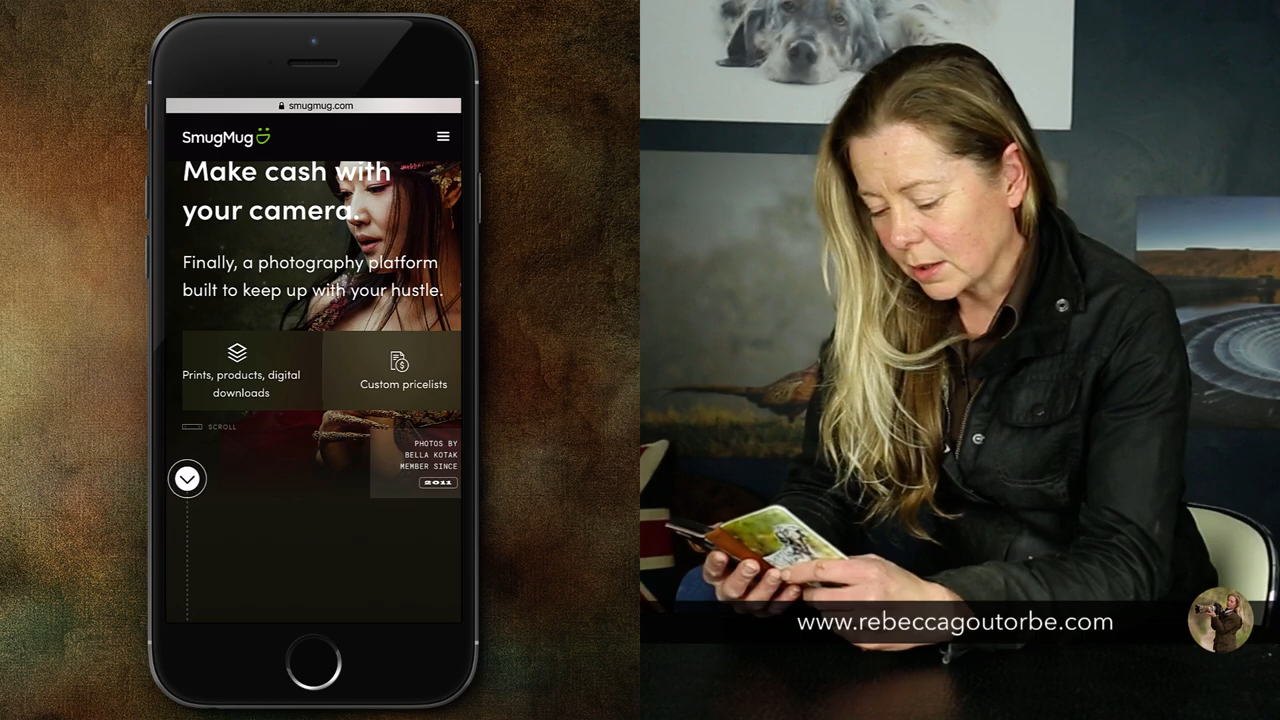 smugmug.com
SmugMug
Make cash with
your camera.
Finally, a photography platform
built to keep up with your hustle.
Prints, products, digital
downloads
Custom pricelists
SCROLL
PHOTOS BY
BELLA KOTAK
MEMBER SINCE
2011
www.rebeccagoutorbe.com